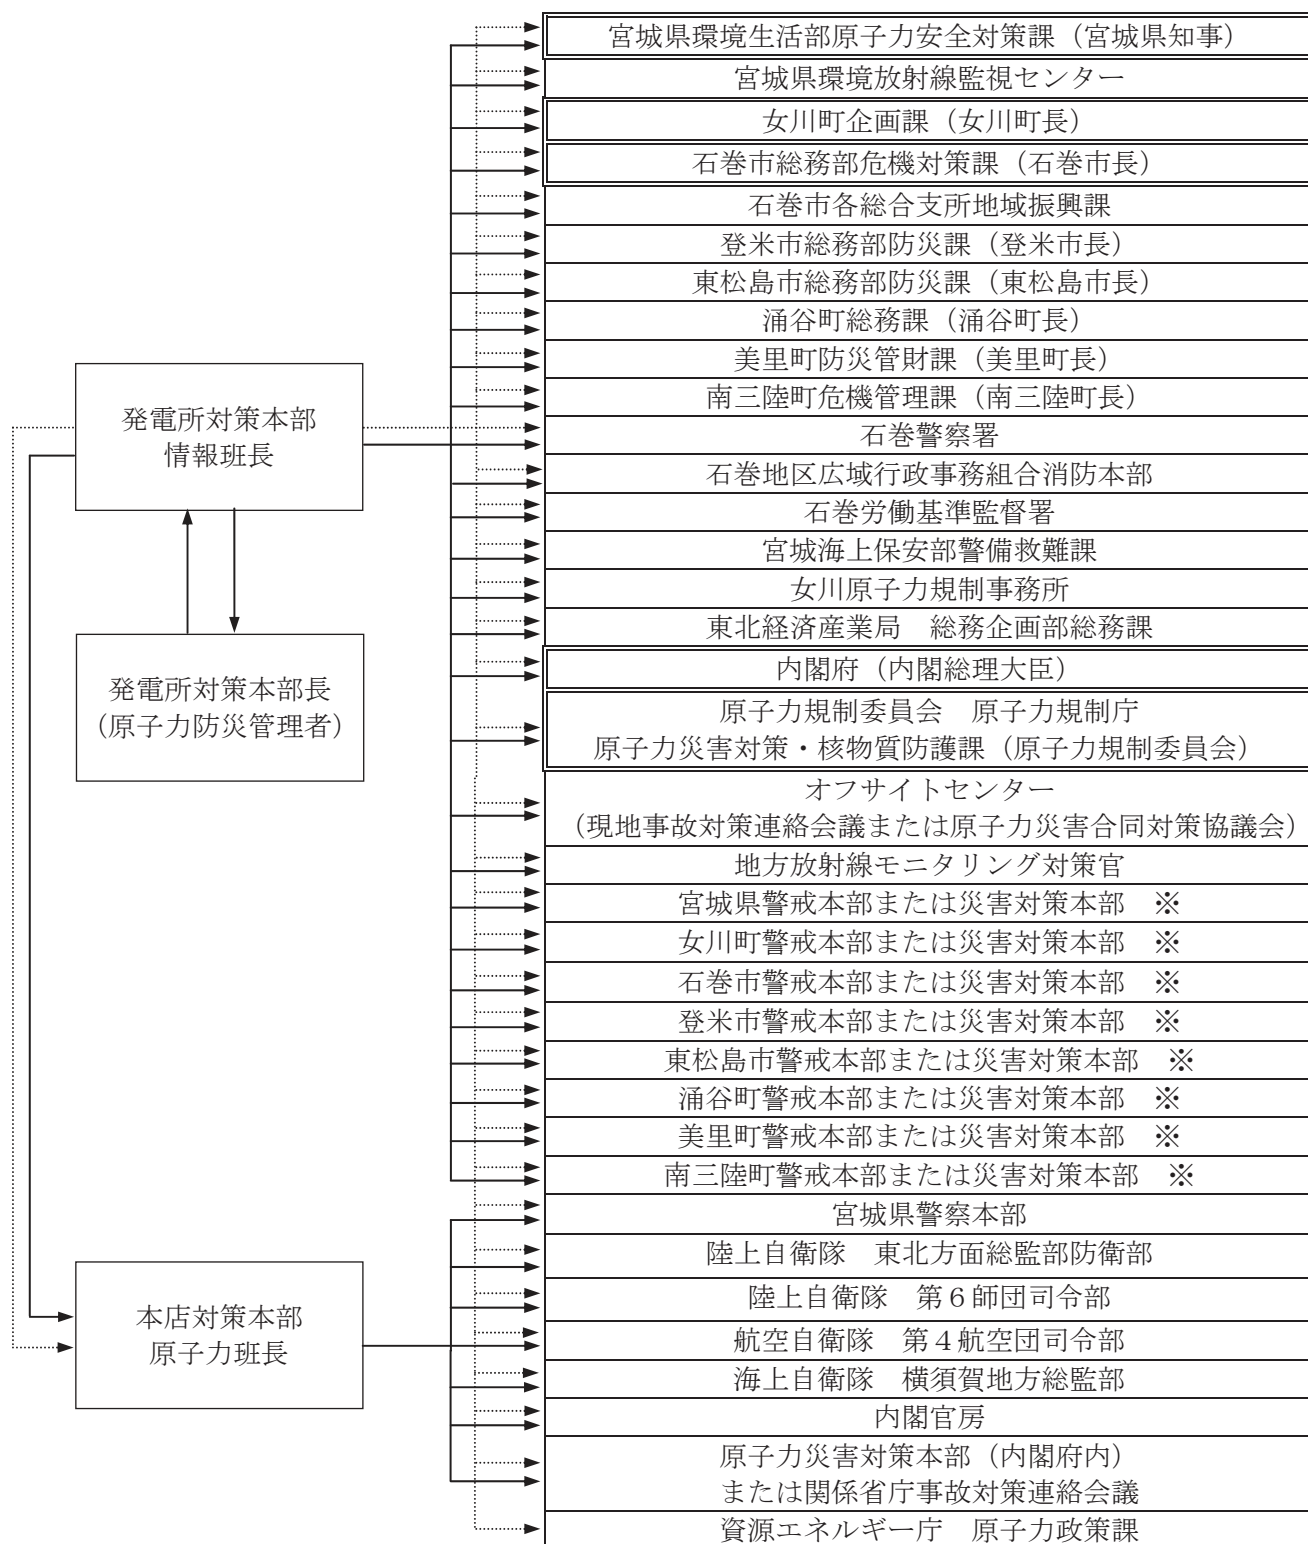 宮城県環境生活部原子力安全対策課（宮城県知事）
宮城県環境放射線監視センター
女川町企画課（女川町長）
石巻市総務部危機対策課（石巻市長）
石巻市各総合支所地域振興課
登米市総務部防災課（登米市長）
東松島市総務部防災課（東松島市長）
涌谷町総務課（涌谷町長）
美里町防災管財課（美里町長）
南三陸町危機管理課（南三陸町長）
石巻警察署
石巻地区広域行政事務組合消防本部
石巻労働基準監督署
宮城海上保安部警備救難課
女川原子力規制事務所
東北経済産業局　総務企画部総務課
内閣府（内閣総理大臣）
原子力規制委員会　原子力規制庁
原子力災害対策・核物質防護課（原子力規制委員会）
オフサイトセンター
（現地事故対策連絡会議または原子力災害合同対策協議会）
地方放射線モニタリング対策官
宮城県警戒本部または災害対策本部　※
女川町警戒本部または災害対策本部　※
石巻市警戒本部または災害対策本部　※
登米市警戒本部または災害対策本部　※
東松島市警戒本部または災害対策本部　※
涌谷町警戒本部または災害対策本部　※
美里町警戒本部または災害対策本部　※
南三陸町警戒本部または災害対策本部　※
宮城県警察本部
陸上自衛隊　東北方面総監部防衛部
陸上自衛隊　第６師団司令部
航空自衛隊　第４航空団司令部
海上自衛隊　横須賀地方総監部
内閣官房
原子力災害対策本部（内閣府内）
または関係省庁事故対策連絡会議
資源エネルギー庁　原子力政策課
発電所対策本部
情報班長
発電所対策本部長
（原子力防災管理者）
本店対策本部
原子力班長